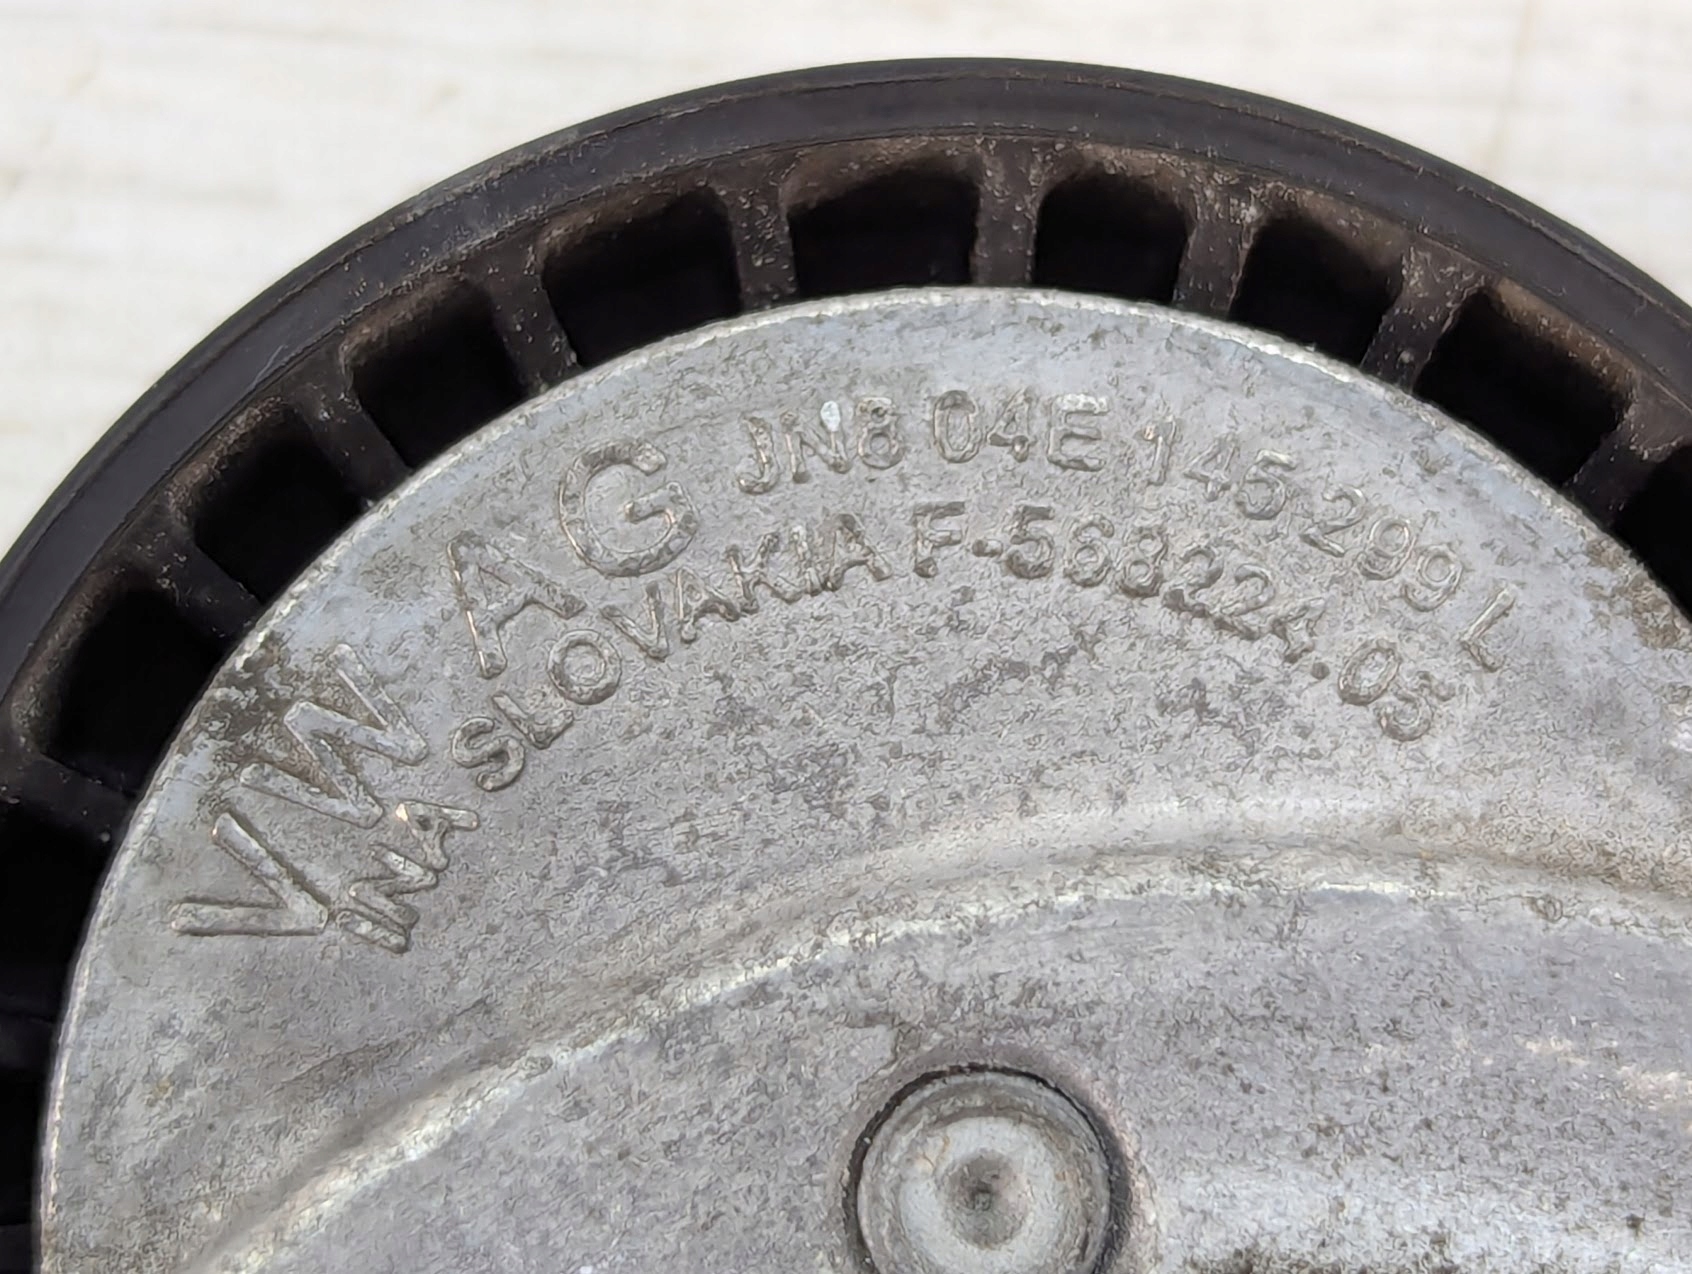 VW AG JN8 04E 145 299 L
INA SLOVAKIA F-568224.05